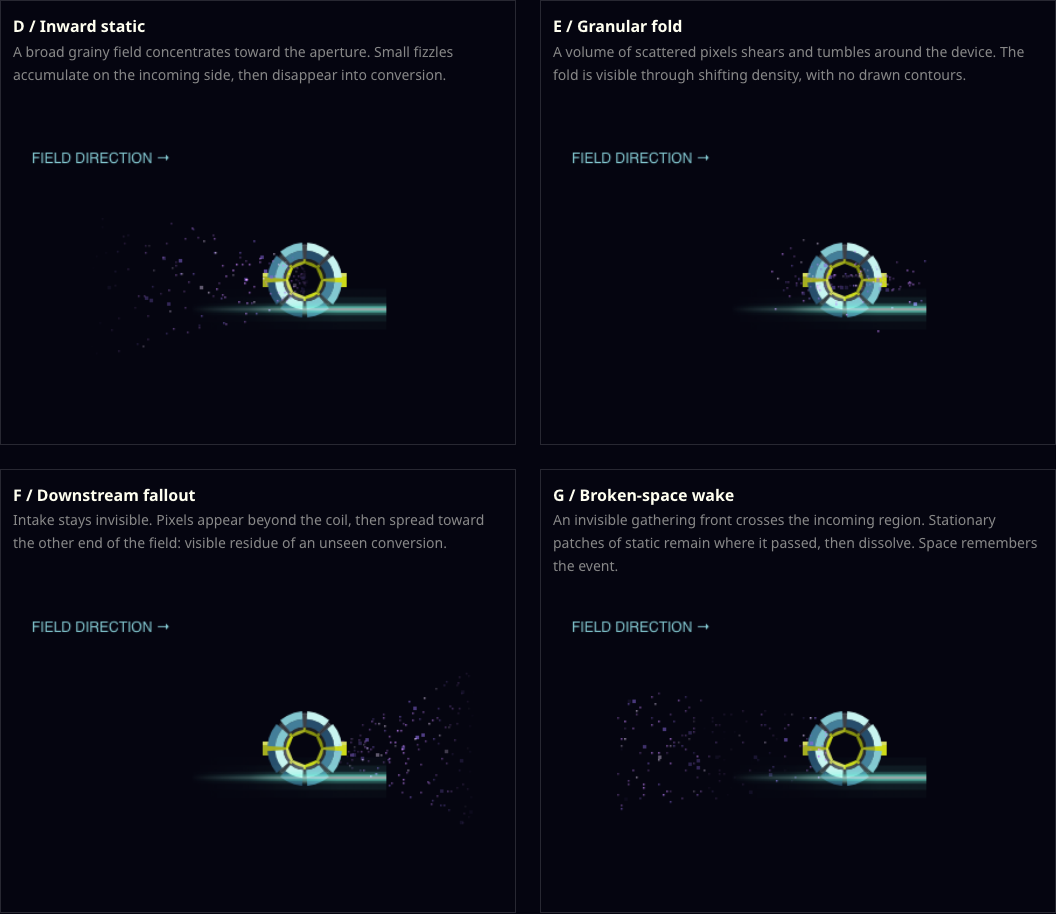 D / Inward static
A broad grainy field concentrates toward the aperture. Small fizzles
accumulate on the incoming side, then disappear into conversion.
FIELD DIRECTION →
E / Granular fold
A volume of scattered pixels shears and tumbles around the device. The
fold is visible through shifting density, with no drawn contours.
FIELD DIRECTION →
F / Downstream fallout
Intake stays invisible. Pixels appear beyond the coil, then spread toward
the other end of the field: visible residue of an unseen conversion.
FIELD DIRECTION →
G / Broken-space wake
An invisible gathering front crosses the incoming region. Stationary
patches of static remain where it passed, then dissolve. Space remembers
the event.
FIELD DIRECTION →